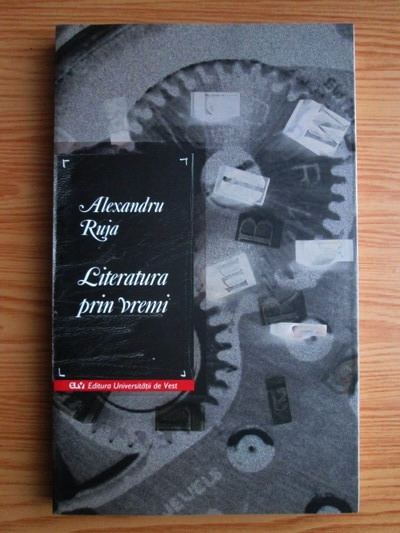 Alexandru
Ruja
Literatura
prin vremi
EUV Editura Universității de Vest
M
B